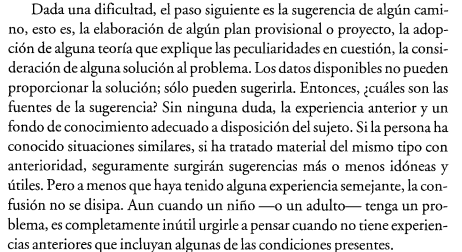 Dada una dificultad, el paso siguiente es la sugerencia de algún cami-
no, esto es, la elaboración de algún plan provisional o proyecto, la adop-
ción de alguna teoría que explique las peculiaridades en cuestión, la consi-
deración de alguna solución al problema. Los datos disponibles no pueden
proporcionar la solución; sólo pueden sugerirla. Entonces, ¿cuáles son las
fuentes de la sugerencia? Sin ninguna duda, la experiencia anterior y un
fondo de conocimiento adecuado a disposición del sujeto. Si la persona ha
conocido situaciones similares, si ha tratado material del mismo tipo con
anterioridad, seguramente surgirán sugerencias más o menos idóneas y
útiles. Pero a menos que haya tenido alguna experiencia semejante, la con-
fusión no se disipa. Aun cuando un niño —o un adulto— tenga un pro-
blema, es completamente inútil urgirle a pensar cuando no tiene experien-
cias anteriores que incluyan algunas de las condiciones presentes.